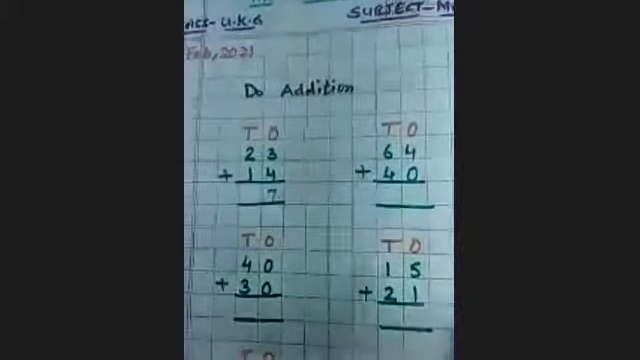 U.K.G
SUBJECT-M
Feb, 2021
Do Addition
T O
2 3
+ 1 4
7
T O
6 4
+ 4 0
T O
4 0
+ 3 0
T O
1 5
+ 2 1
T O